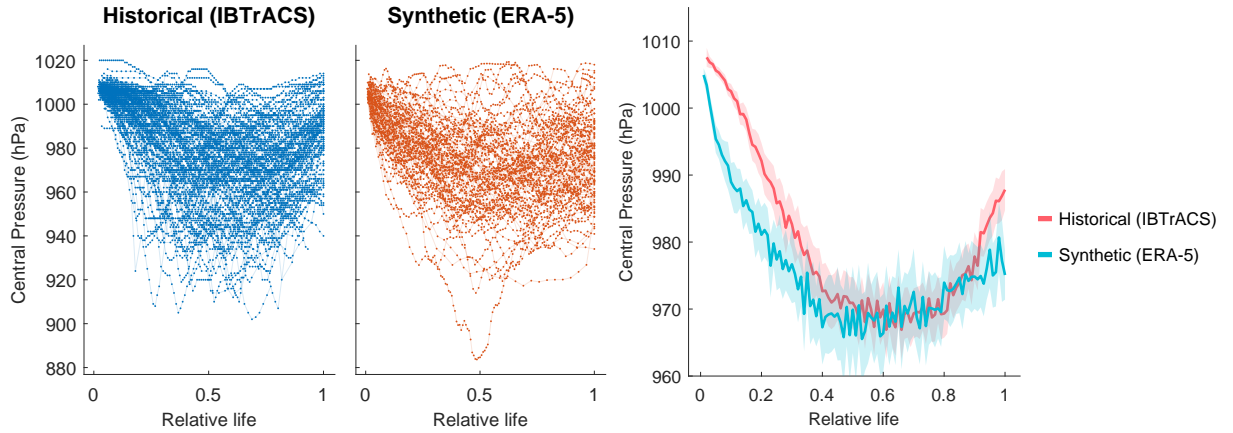 Historical (IBTrACS)
Synthetic (ERA-5)
Central Pressure (hPa)
1020
1000
980
960
940
920
900
880
0
0.5
1
Relative life
0
0.5
1
Relative life
Central Pressure (hPa)
1010
1000
990
980
970
960
0
0.2
0.4
0.6
0.8
1
Relative life
Historical (IBTrACS)
Synthetic (ERA-5)